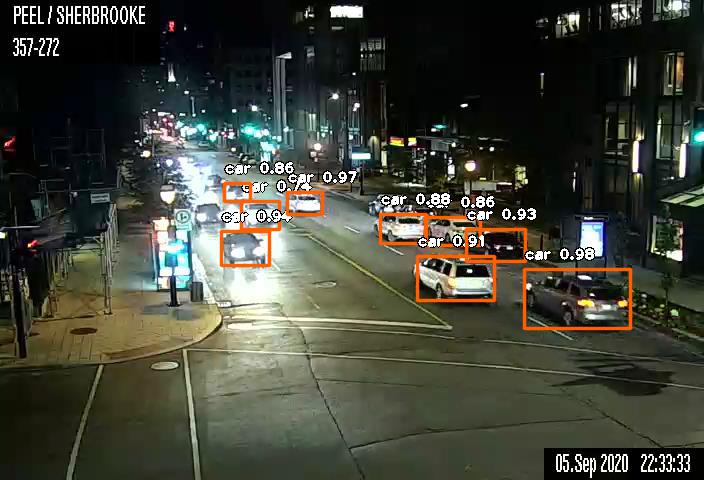 PEEL / SHERBROOKE
357-272
car 0.86
car 0.74
car 0.97
car 0.94
car 0.88
0.86
car 0.93
car 0.91
car 0.98
05.Sep 2020 22:33:33